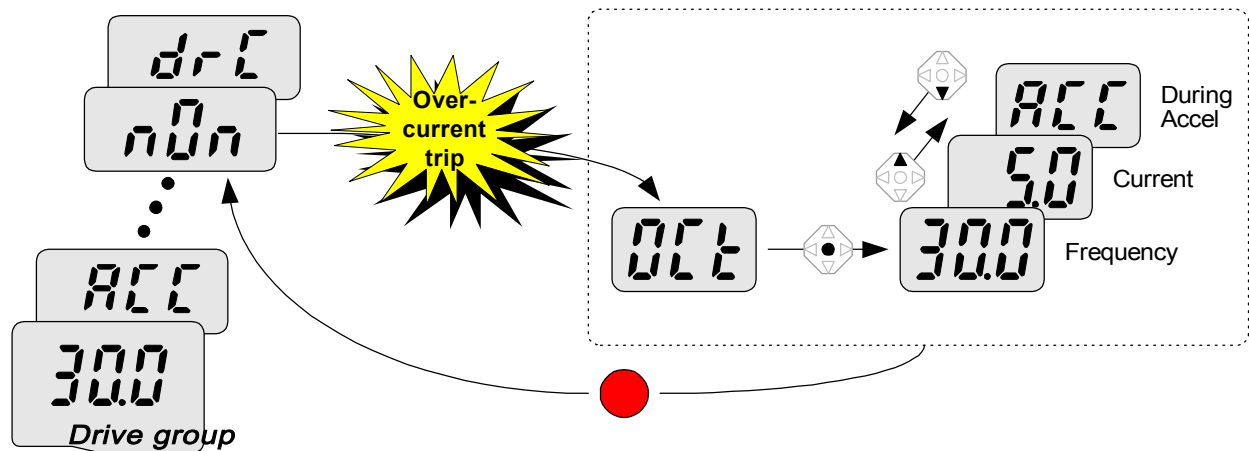 drC
nOn
ACC
30.0
Drive group
Over-
current
trip
OCt
ACC
During
Accel
5.0
Current
30.0
Frequency